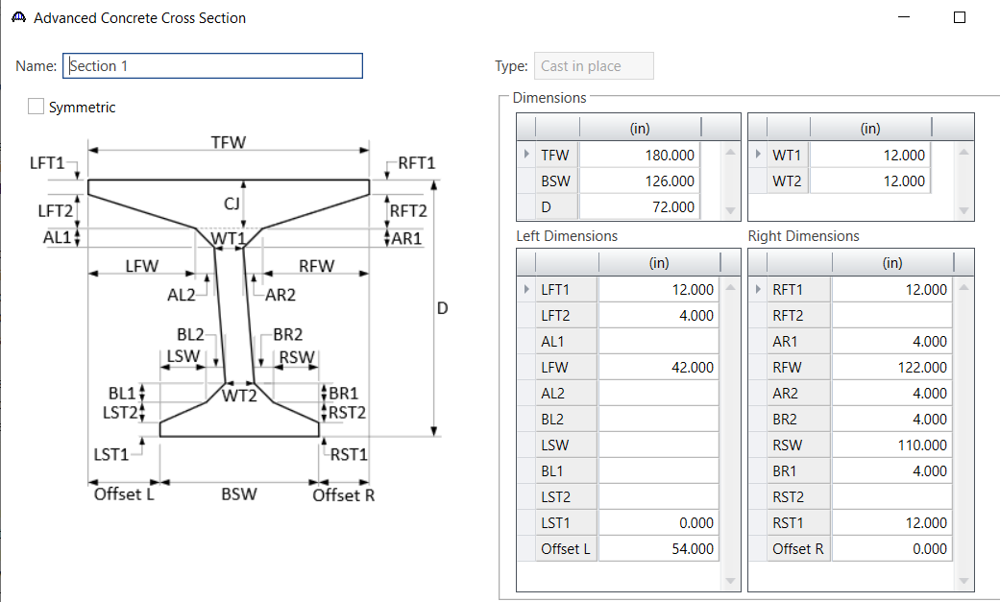 Advanced Concrete Cross Section
Name: Section 1
Type: Cast in place
Symmetric
TFW
LFT1
RFT1
CJ
LFT2
RFT2
AL1
WT1
AR1
LFW
RFW
AL2
AR2
D
BL2
BR2
LSW
RSW
BL1
WT2
BR1
LST2
RST2
LST1
RST1
Offset L
BSW
Offset R
Dimensions
(in)
TFW 180.000
BSW 126.000
D 72.000
(in)
WT1 12.000
WT2 12.000
Left Dimensions
(in)
LFT1 12.000
LFT2 4.000
AL1
LFW 42.000
AL2
BL2
LSW
BL1
LST2
LST1 0.000
Offset L 54.000
Right Dimensions
(in)
RFT1 12.000
RFT2
AR1 4.000
RFW 122.000
AR2 4.000
BR2 4.000
RSW 110.000
BR1 4.000
RST2
RST1 12.000
Offset R 0.000